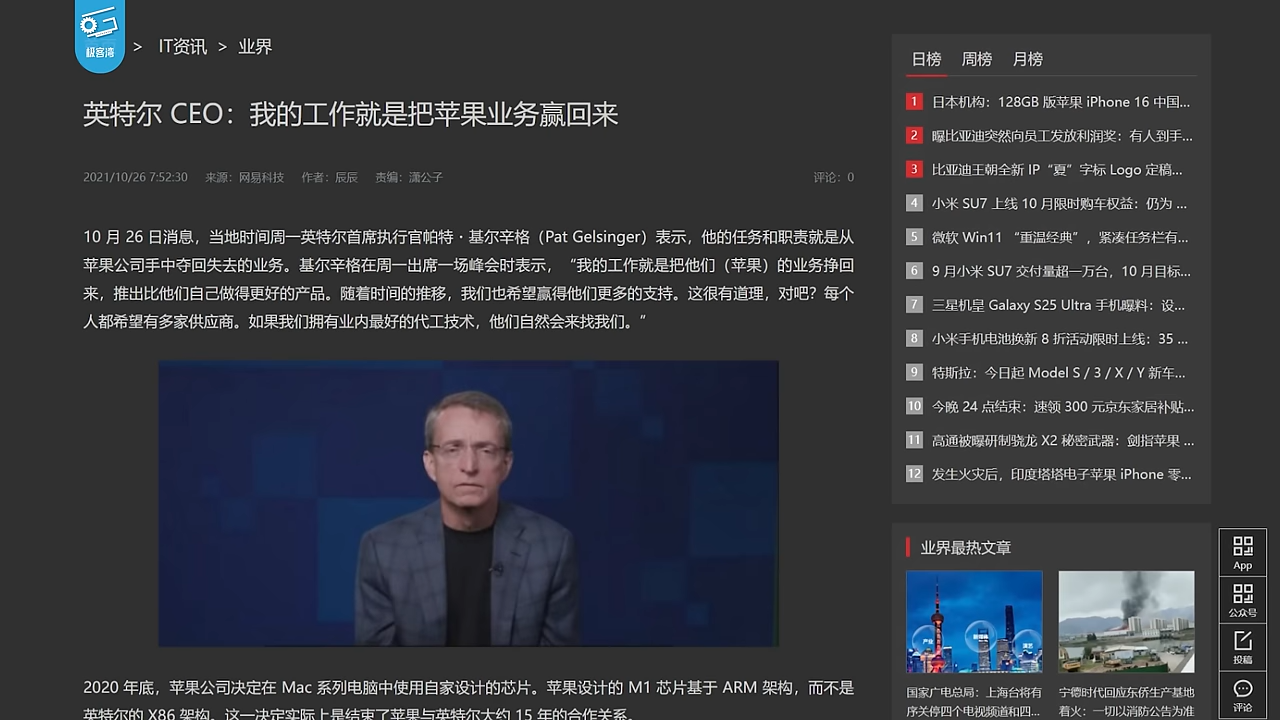 极客湾
> IT资讯 > 业界
英特尔 CEO：我的工作就是把苹果业务赢回来
2021/10/26 7:52:30 来源：网易科技 作者：辰辰 责编：潇公子 评论：0
10 月 26 日消息，当地时间周一英特尔首席执行官帕特·基尔辛格（Pat Gelsinger）表示，他的任务和职责就是从
苹果公司手中夺回失去的业务。基尔辛格在周一出席一场峰会时表示，“我的工作就是把他们（苹果）的业务挣回
来，推出比他们自己做得更好的产品。随着时间的推移，我们也希望赢得他们更多的支持。这很有道理，对吧？每个
人都希望有多家供应商。如果我们拥有业内最好的代工技术，他们自然会来找我们。”
2020 年底，苹果公司决定在 Mac 系列电脑中使用自家设计的芯片。苹果设计的 M1 芯片基于 ARM 架构，而不是
英特尔的 X86 架构。这一决定实际上是结束了苹果与英特尔大约 15 年的合作关系。
日榜 周榜 月榜
1 日本机构：128GB 版苹果 iPhone 16 中国...
2 曝比亚迪突然向员工发放利润奖：有人到手...
3 比亚迪王朝全新 IP“夏”字标 Logo 定稿...
4 小米 SU7 上线 10 月限时购车权益：仍为 ...
5 微软 Win11 “重温经典”，紧凑任务栏有...
6 9 月小米 SU7 交付量超一万台，10 月目标...
7 三星机皇 Galaxy S25 Ultra 手机曝料：设...
8 小米手机电池换新 8 折活动限时上线：35 ...
9 特斯拉：今日起 Model S / 3 / X / Y 新车...
10 今晚 24 点结束：速领 300 元京东家居补贴...
11 高通被曝研制骁龙 X2 秘密武器：剑指苹果 ...
12 发生火灾后，印度塔塔电子苹果 iPhone 零...
业界最热文章
国家广电总局：上海台将有
序关停四个电视频道和四...
宁德时代回应东侨生产基地
着火：一切以消防公告为准
App
公众号
投稿
评论